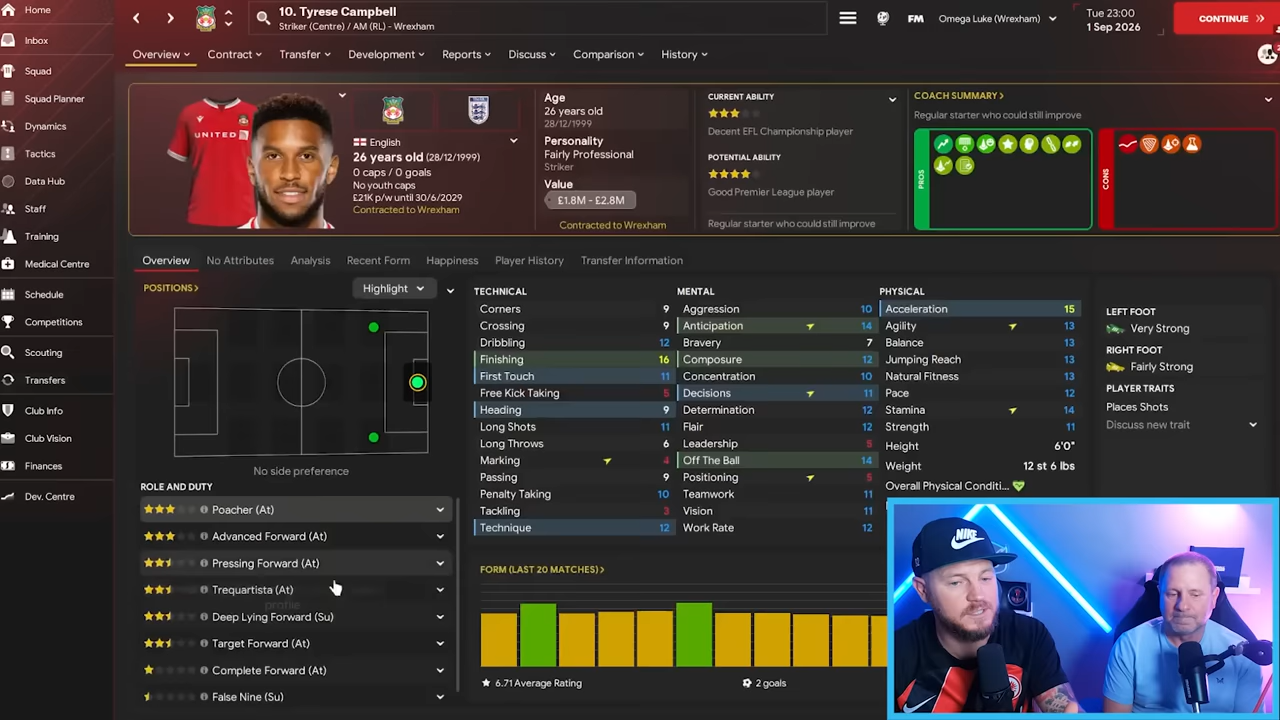 Home
10. Tyrese Campbell
Striker (Centre) / AM (RL) - Wrexham
FM
Omega Luke (Wrexham)
Tue 23:00
1 Sep 2026
CONTINUE
Inbox
Squad
Squad Planner
Dynamics
Tactics
Data Hub
Staff
Training
Medical Centre
Schedule
Competitions
Scouting
Transfers
Club Info
Club Vision
Finances
Dev. Centre
Overview
Contract
Transfer
Development
Reports
Discuss
Comparison
History
UNITED
English
26 years old (28/12/1999)
0 caps / 0 goals
No youth caps
£21K p/w until 30/6/2029
Contracted to Wrexham
Age
26 years old
28/12/1999
Personality
Fairly Professional
Striker
Value
£1.8M - £2.8M
Contracted to Wrexham
CURRENT ABILITY
Decent EFL Championship player
POTENTIAL ABILITY
Good Premier League player
Regular starter who could still improve
COACH SUMMARY
Regular starter who could still improve
PROS
CONS
Overview
No Attributes
Analysis
Recent Form
Happiness
Player History
Transfer Information
POSITIONS
Highlight
No side preference
ROLE AND DUTY
Poacher (At)
Advanced Forward (At)
Pressing Forward (At)
Trequartista (At)
profile
Deep Lying Forward (Su)
Target Forward (At)
Complete Forward (At)
False Nine (Su)
TECHNICAL
Corners 9
Crossing 9
Dribbling 12
Finishing 16
First Touch 11
Free Kick Taking 5
Heading 9
Long Shots 11
Long Throws 6
Marking 4
Passing 9
Penalty Taking 10
Tackling 3
Technique 12
MENTAL
Aggression 10
Anticipation 14
Bravery 7
Composure 12
Concentration 10
Decisions 11
Determination 12
Flair 12
Leadership 5
Off The Ball 14
Positioning 5
Teamwork 11
Vision 11
Work Rate 12
PHYSICAL
Acceleration 15
Agility 13
Balance 13
Jumping Reach 13
Natural Fitness 13
Pace 12
Stamina 14
Strength 11
Height 6'0"
Weight 12 st 6 lbs
Overall Physical Conditi...
LEFT FOOT
Very Strong
RIGHT FOOT
Fairly Strong
PLAYER TRAITS
Places Shots
Discuss new trait
FORM (LAST 20 MATCHES)
6.71 Average Rating
2 goals
NIKE